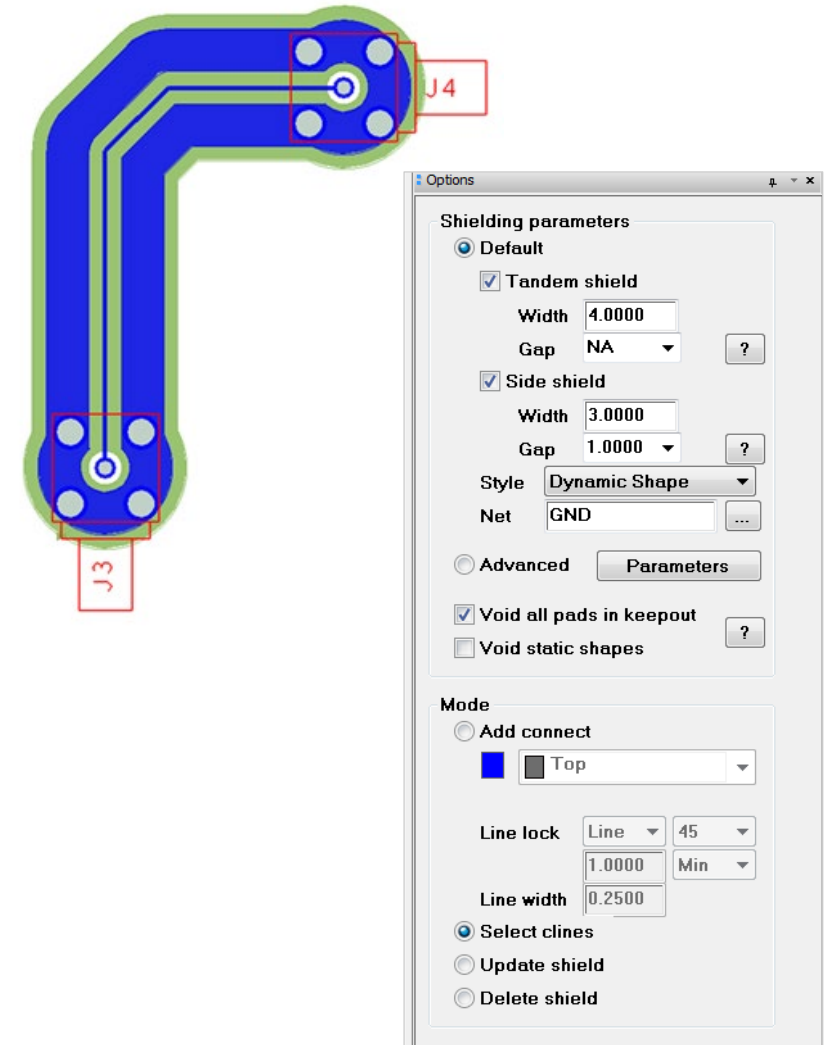 J4
Options
Shielding parameters
Default
Tandem shield
Width 4.0000
Gap NA ?
Side shield
Width 3.0000
Gap 1.0000 ?
Style Dynamic Shape
Net GND ...
Advanced Parameters
Void all pads in keepout
?
Void static shapes
J3
Mode
Add connect
Top
Line lock Line 45
1.0000 Min
Line width 0.2500
Select clines
Update shield
Delete shield